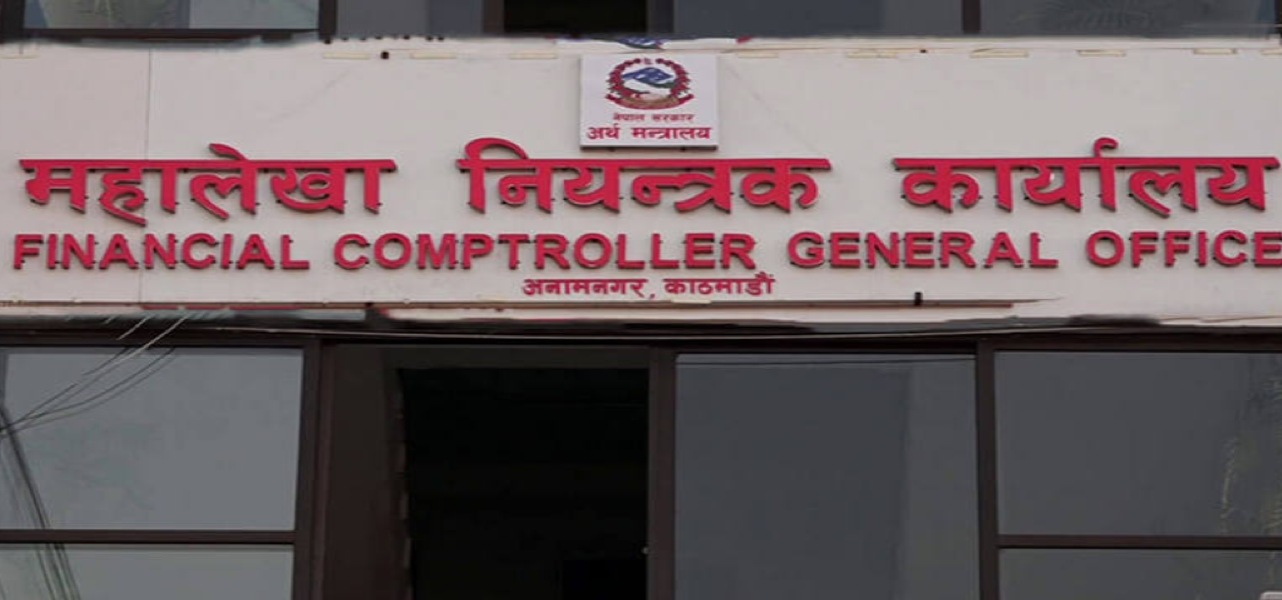 नेपाल सरकार
अर्थ मन्त्रालय
महालेखा नियन्त्रक कार्यालय
FINANCIAL COMPTROLLER GENERAL OFFICE
अनामनगर, काठमाडौं